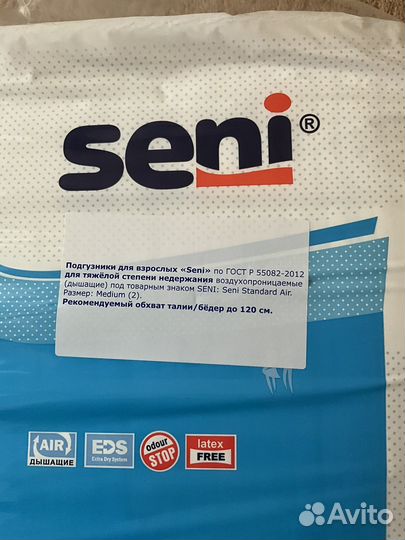 seni®
Подгузники для взрослых «Seni» по ГОСТ Р 55082-2012
для тяжёлой степени недержания воздухопроницаемые
(дышащие) под товарным знаком SENI: Seni Standard Air.
Размер: Medium (2).
Рекомендуемый обхват талии/бёдер до 120 см.
AIR
ДЫШАЩИЕ
EDS
Extra Dry System
odour
STOP
latex
FREE
Avito